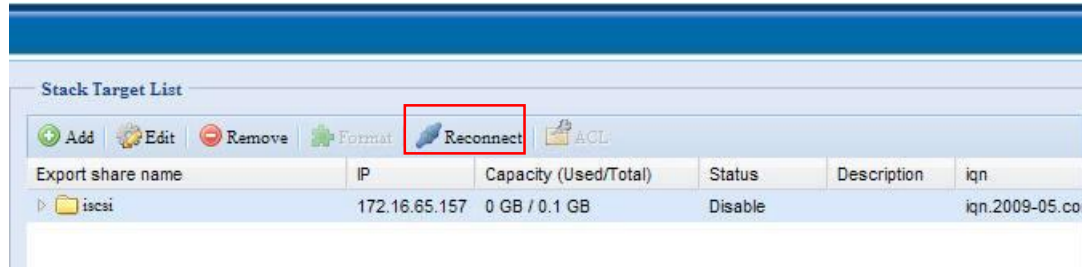 Stack Target List
Add Edit Remove Format Reconnect ACL
Export share name IP Capacity (Used/Total) Status Description iqn
iscsi 172.16.65.157 0 GB / 0.1 GB Disable iqn.2009-05.co